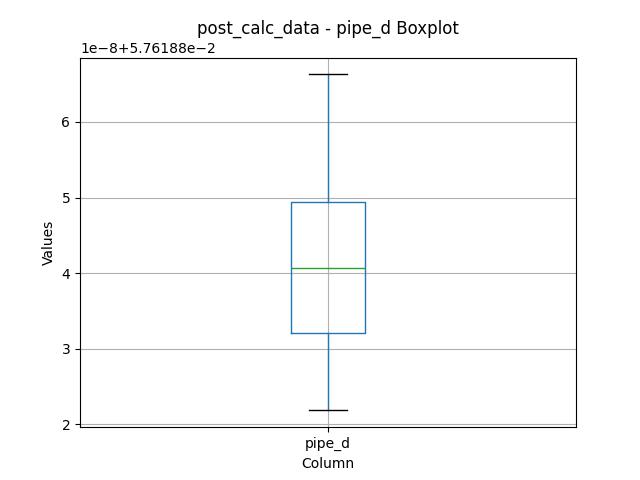 post_calc_data - pipe_d Boxplot
1e-8+5.76188e-2
6
5
4
3
2
Values
pipe_d
Column